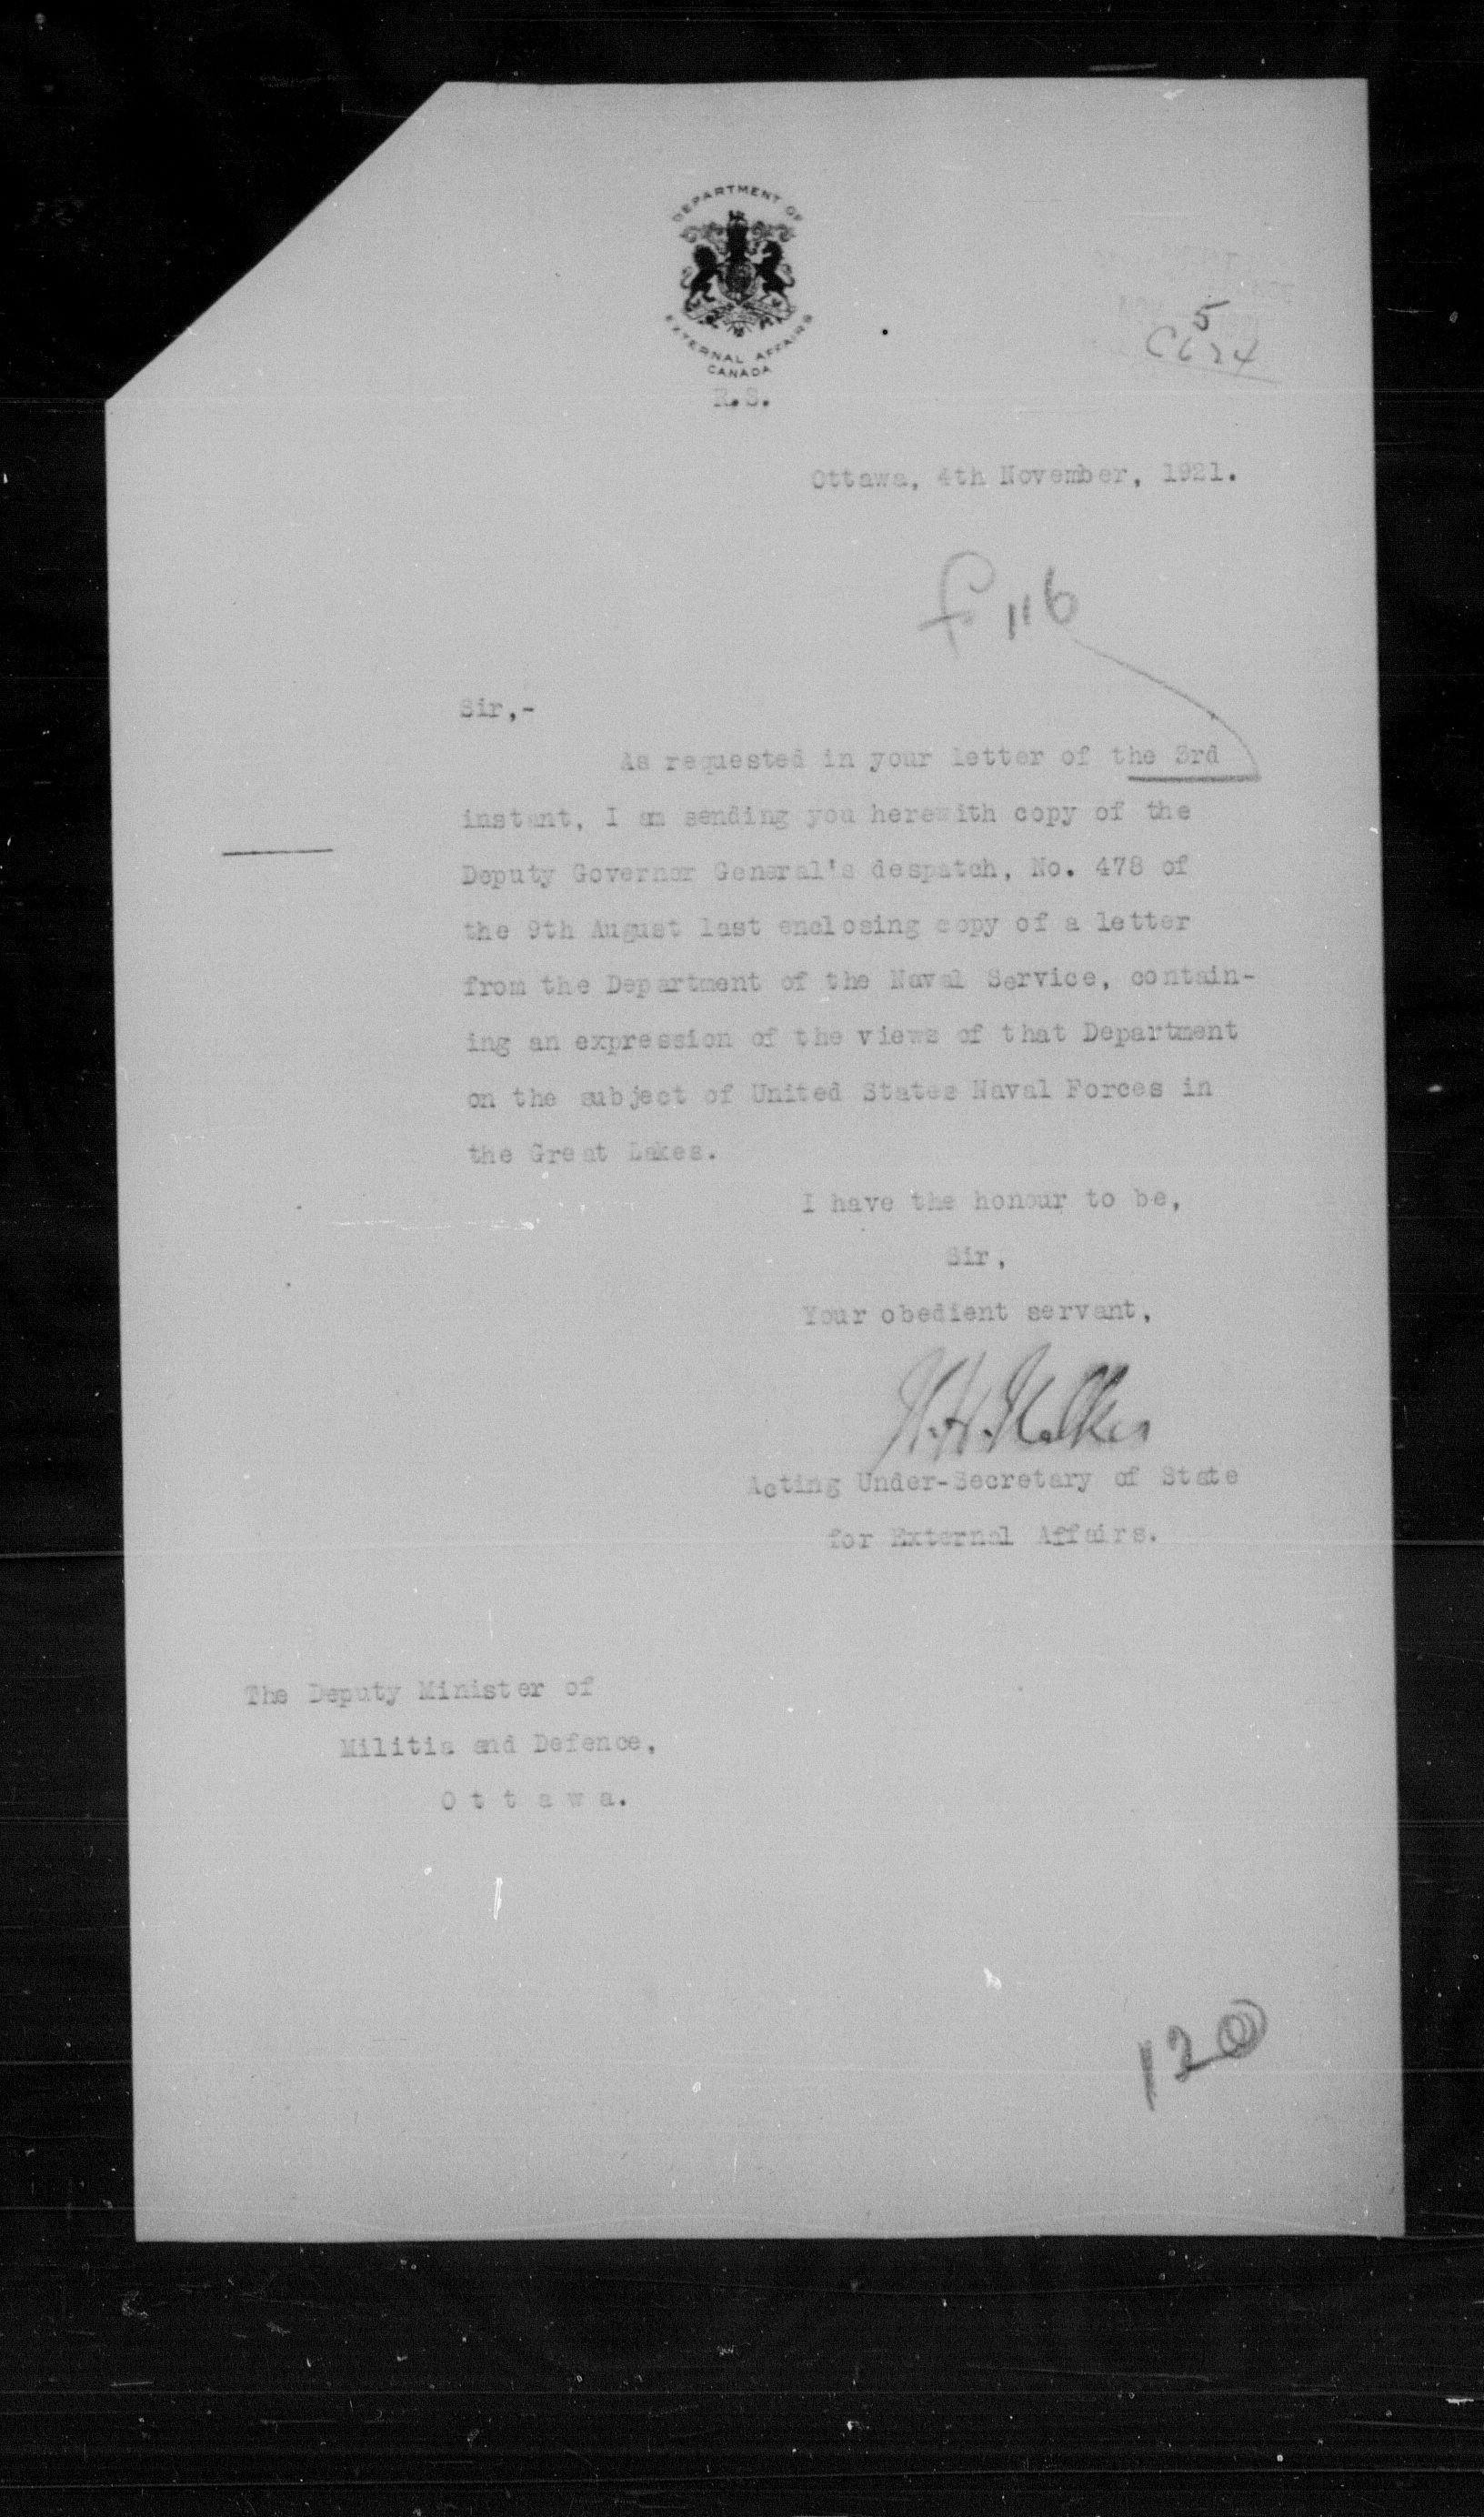 DEPARTMENT OF
EXTERNAL AFFAIRS
CANADA
R.S.
5
C624
Ottawa, 4th November, 1921.
f 116
Sir,-
As requested in your letter of the 3rd
instant, I am sending you herewith copy of the
Deputy Governor General's despatch, No. 478 of
the 9th August last enclosing copy of a letter
from the Department of the Naval Service, contain-
ing an expression of the views of that Department
on the subject of United States Naval Forces in
the Great Lakes.
I have the honour to be,
Sir,
Your obedient servant,
W.H. Walker
Acting Under-Secretary of State
for External Affairs.
The Deputy Minister of
Militia and Defence,
Ottawa.
120